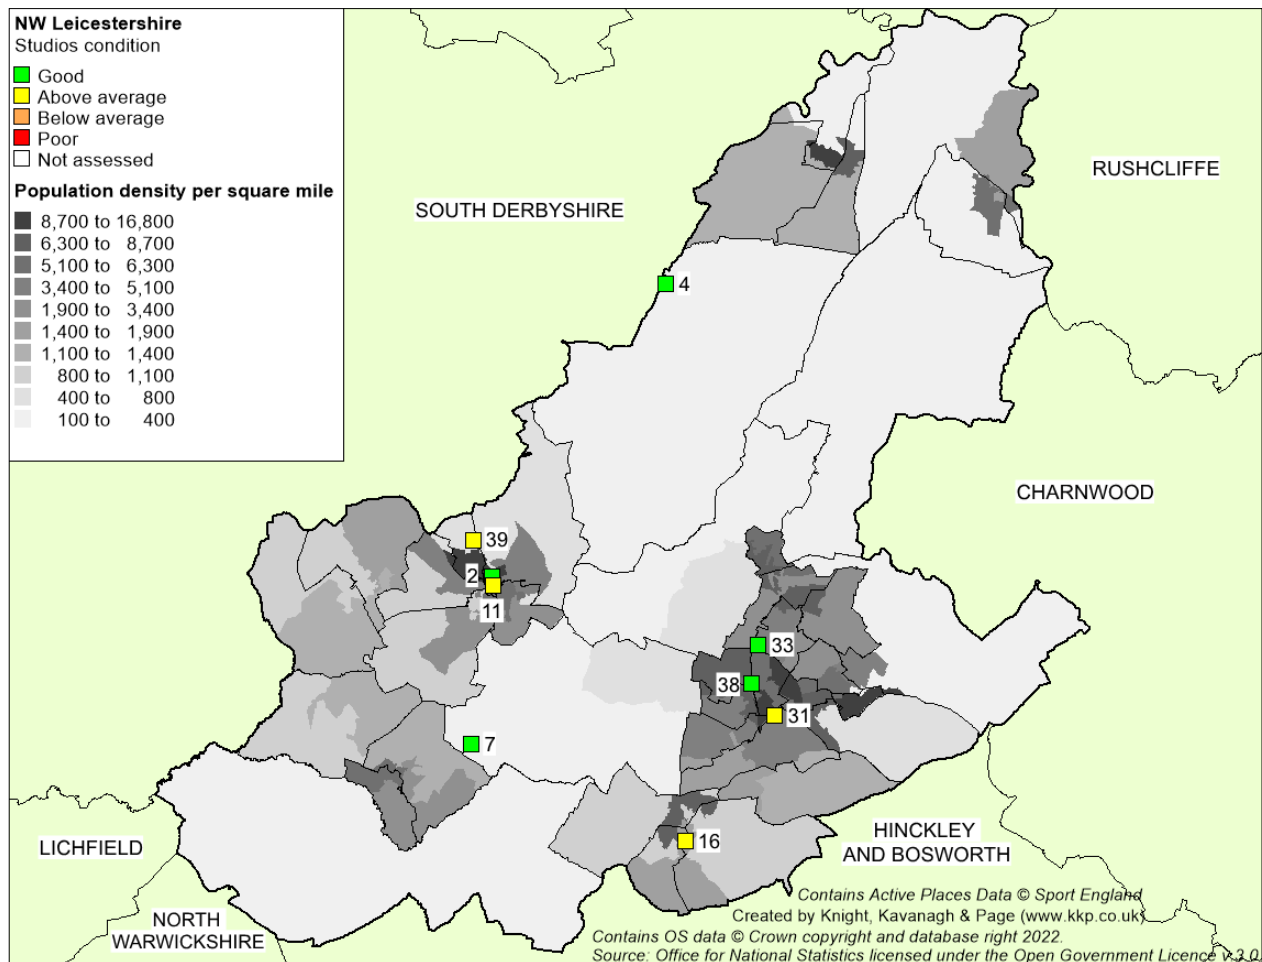 NW Leicestershire
Studios condition
Good
Above average
Below average
Poor
Not assessed
Population density per square mile
8,700 to 16,800
6,300 to 8,700
5,100 to 6,300
3,400 to 5,100
1,900 to 3,400
1,400 to 1,900
1,100 to 1,400
800 to 1,100
400 to 800
100 to 400
RUSHCLIFFE
SOUTH DERBYSHIRE
4
CHARNWOOD
39
2
11
33
38
31
7
16
LICHFIELD
HINCKLEY
AND BOSWORTH
NORTH
WARWICKSHIRE
Contains Active Places Data © Sport England
Created by Knight, Kavanagh & Page (www.kkp.co.uk)
Contains OS data © Crown copyright and database right 2022.
Source: Office for National Statistics licensed under the Open Government Licence v.3.0